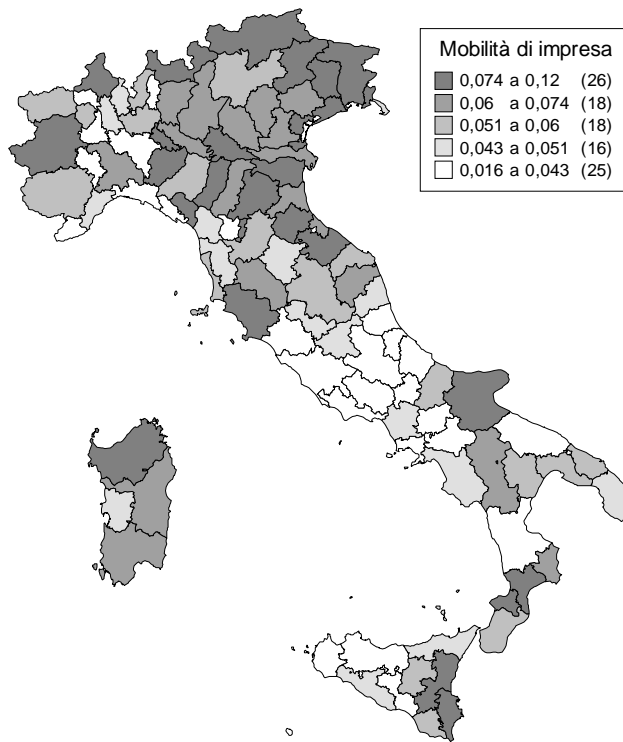 Mobilità di impresa
0,074 a 0,12 (26)
0,06 a 0,074 (18)
0,051 a 0,06 (18)
0,043 a 0,051 (16)
0,016 a 0,043 (25)